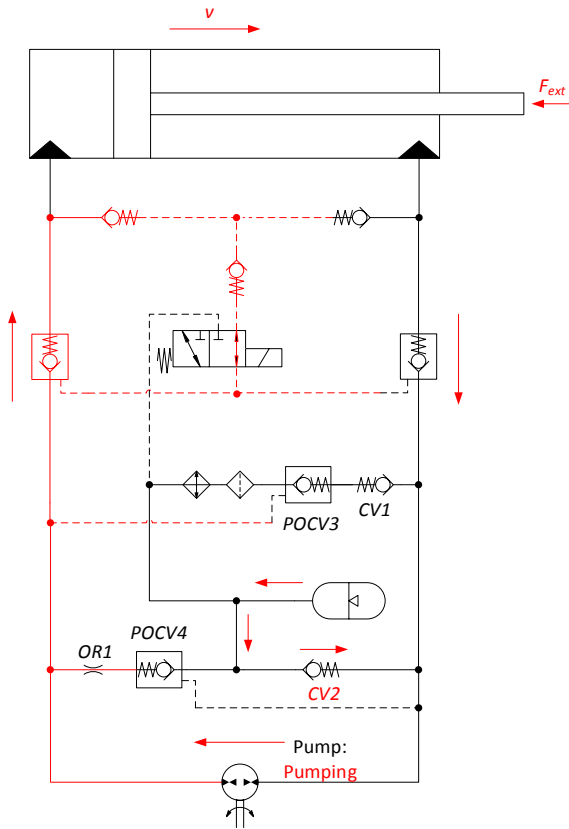 v
F_ext
POCV3
CV1
POCV4
OR1
CV2
Pump:
Pumping